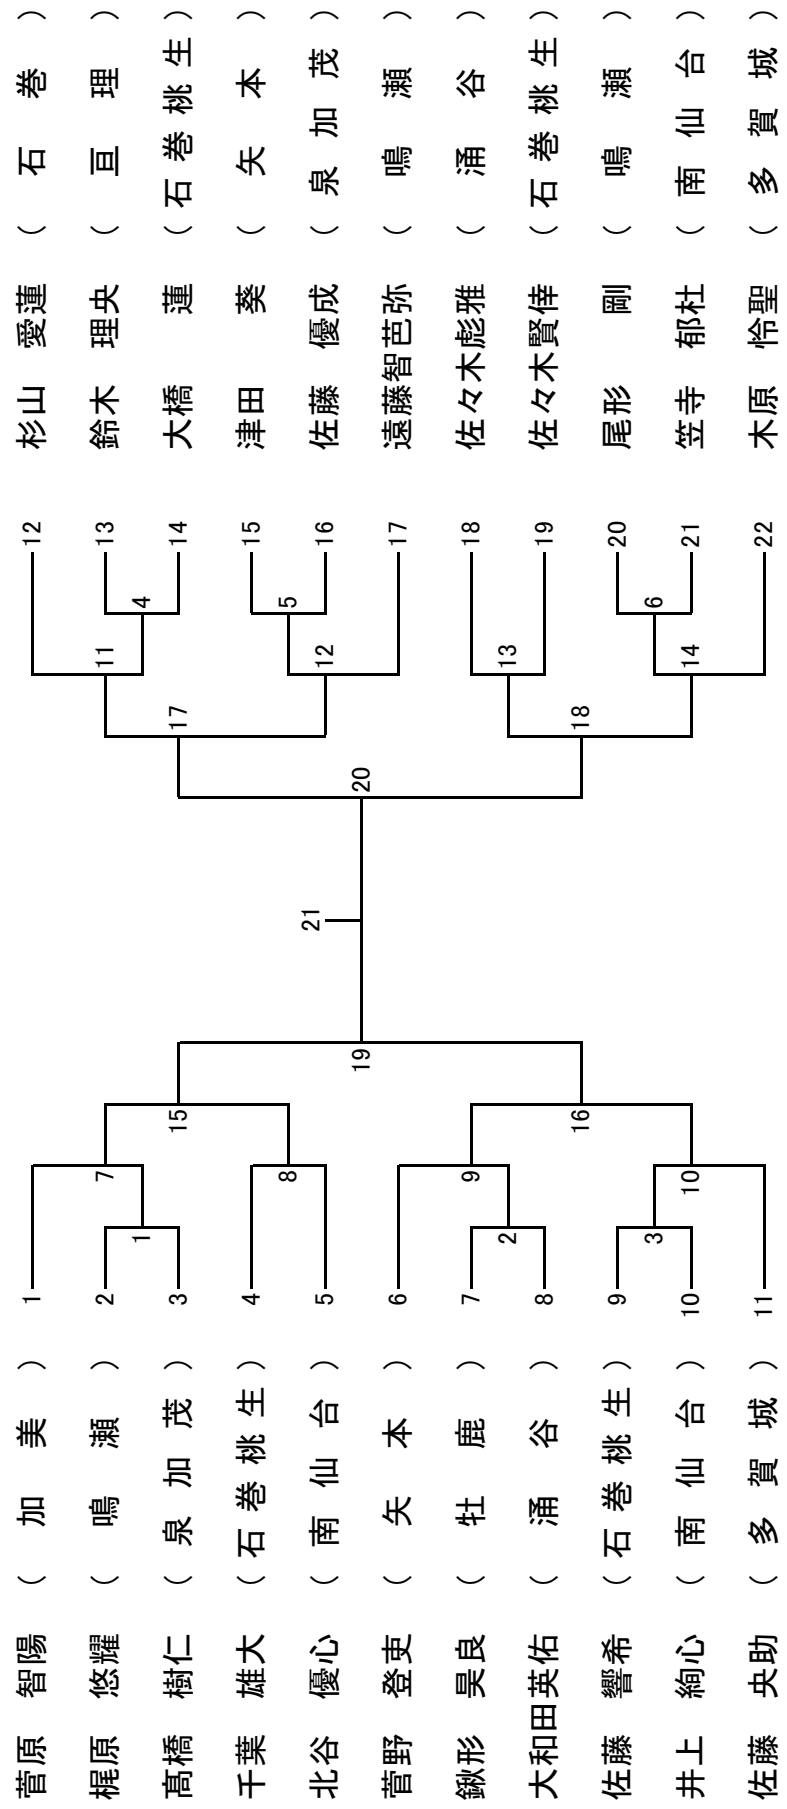 菅原 智陽 ( 加 美 ) 1
梶原 悠耀 ( 鳴 瀬 ) 2
髙橋 樹仁 ( 泉 加 茂 ) 3
千葉 雄大 ( 石 巻 桃 生 ) 4
北谷 優心 ( 南 仙 台 ) 5
菅野 登吏 ( 矢 本 ) 6
鍬形 昊良 ( 牡 鹿 ) 7
大和田英佑 ( 涌 谷 ) 8
佐藤 響希 ( 石 巻 桃 生 ) 9
井上 絢心 ( 南 仙 台 ) 10
佐藤 央助 ( 多 賀 城 ) 11
1
2
3
7
8
9
10
15
16
19
21
20
17
18
11
12
13
14
4
5
6
12 杉山 愛蓮 ( 石 巻 )
13 鈴木 理央 ( 亘 理 )
14 大橋 蓮 ( 石 巻 桃 生 )
15 津田 葵 ( 矢 本 )
16 佐藤 優成 ( 泉 加 茂 )
17 遠藤智芭弥 ( 鳴 瀬 )
18 佐々木彪雅 ( 涌 谷 )
19 佐々木賢倖 ( 石 巻 桃 生 )
20 尾形 剛 ( 鳴 瀬 )
21 笠寺 郁杜 ( 南 仙 台 )
22 木原 怜聖 ( 多 賀 城 )